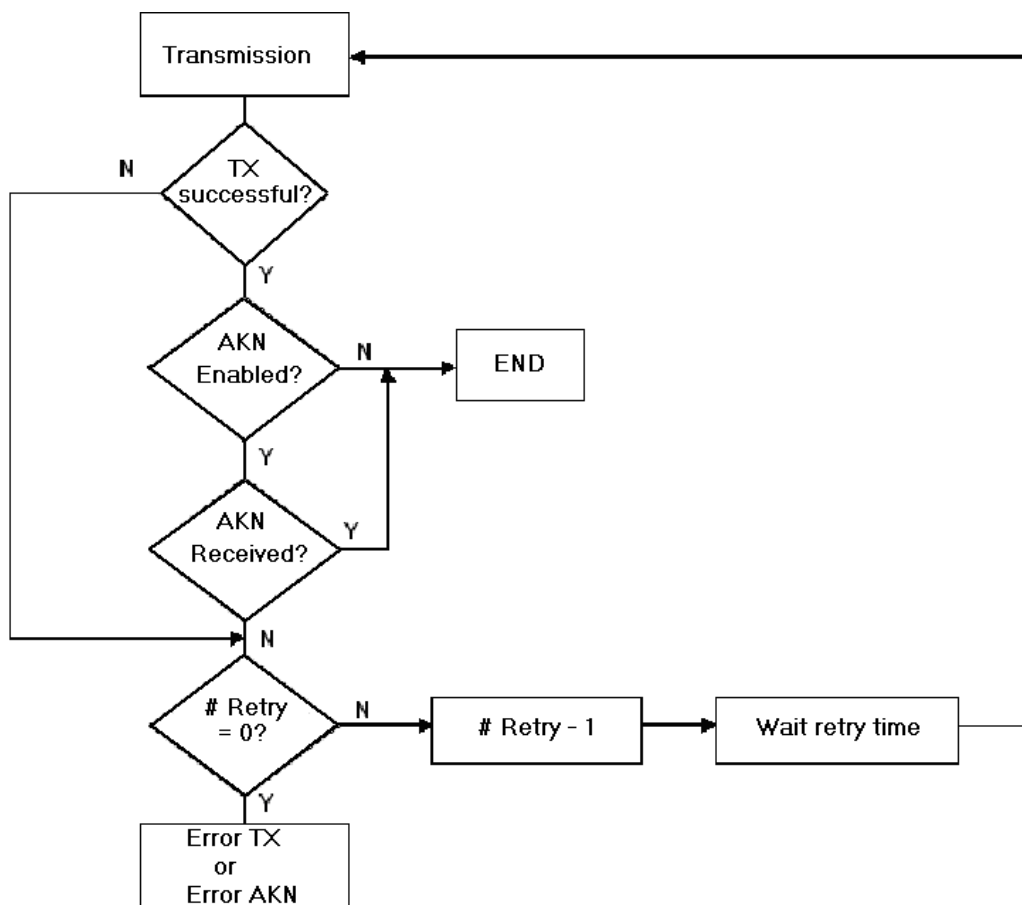 Transmission
N
TX
successful?
Y
AKN
Enabled?
N
END
Y
AKN
Received?
Y
N
# Retry
= 0?
N
# Retry - 1
Wait retry time
Y
Error TX
or
Error AKN